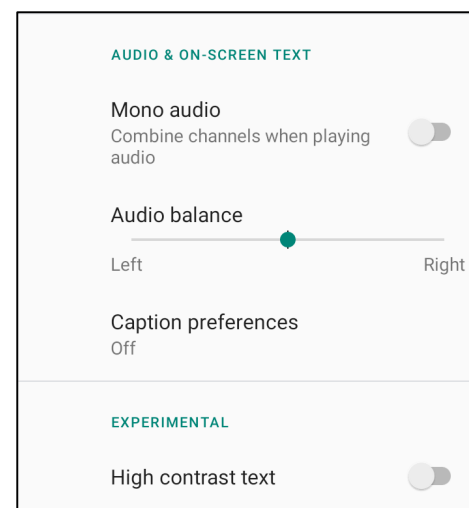 AUDIO & ON-SCREEN TEXT
Mono audio
Combine channels when playing
audio
Audio balance
Left Right
Caption preferences
Off
EXPERIMENTAL
High contrast text